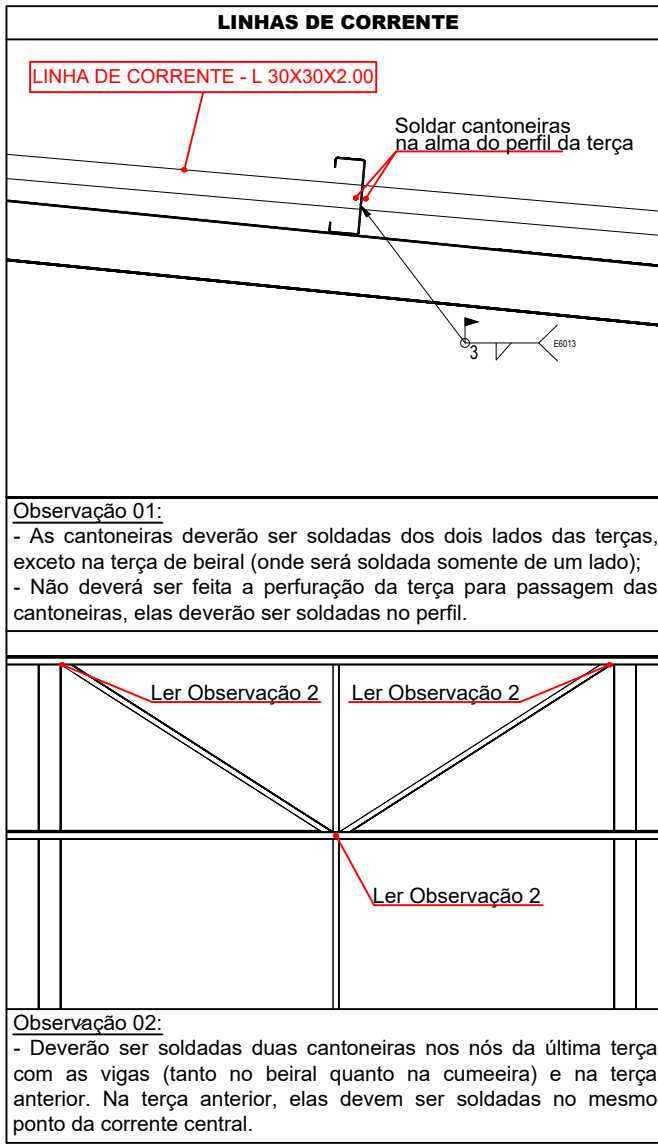 LINHAS DE CORRENTE
LINHA DE CORRENTE - L 30X30X2.00
Soldar cantoneiras
na alma do perfil da terça
3
E6013
Observação 01:
- As cantoneiras deverão ser soldadas dos dois lados das terças,
exceto na terça de beiral (onde será soldada somente de um lado);
- Não deverá ser feita a perfuração da terça para passagem das
cantoneiras, elas deverão ser soldadas no perfil.
Ler Observação 2
Ler Observação 2
Ler Observação 2
Observação 02:
- Deverão ser soldadas duas cantoneiras nos nós da última terça
com as vigas (tanto no beiral quanto na cumeeira) e na terça
anterior. Na terça anterior, elas devem ser soldadas no mesmo
ponto da corrente central.